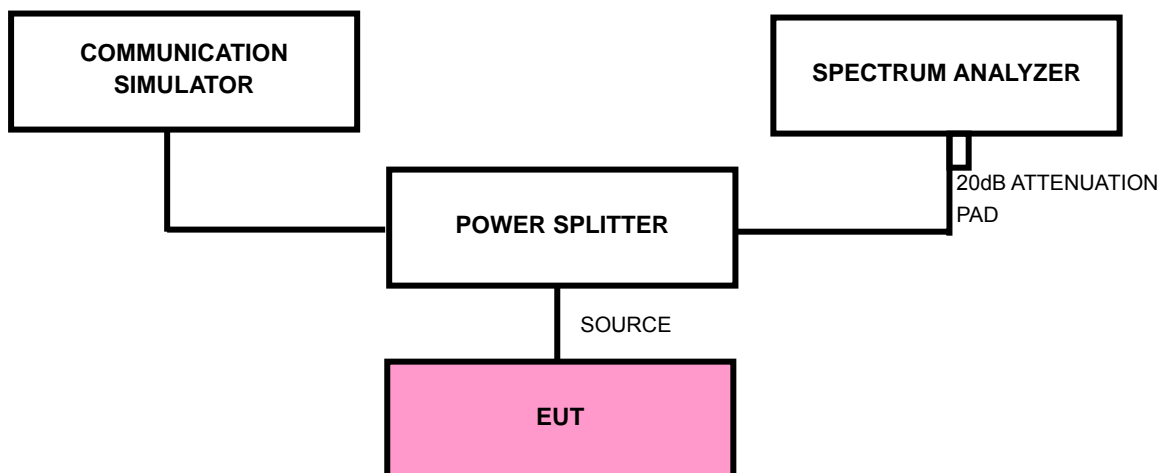 COMMUNICATION
SIMULATOR
SPECTRUM ANALYZER
20dB ATTENUATION
PAD
POWER SPLITTER
SOURCE
EUT